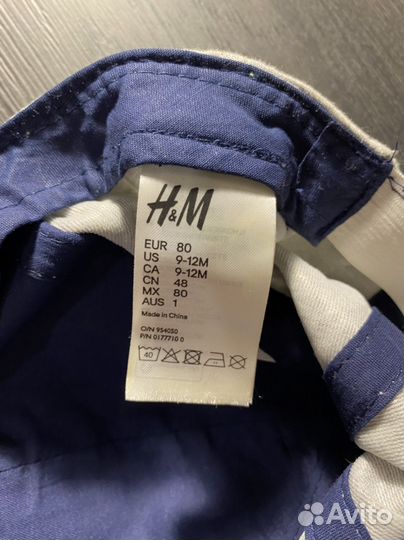 H&M
EUR 80
US 9-12M
CA 9-12M
CN 48
MX 80
AUS 1
Made in China
O/N 954050
P/N 0177710 0
40
Avito